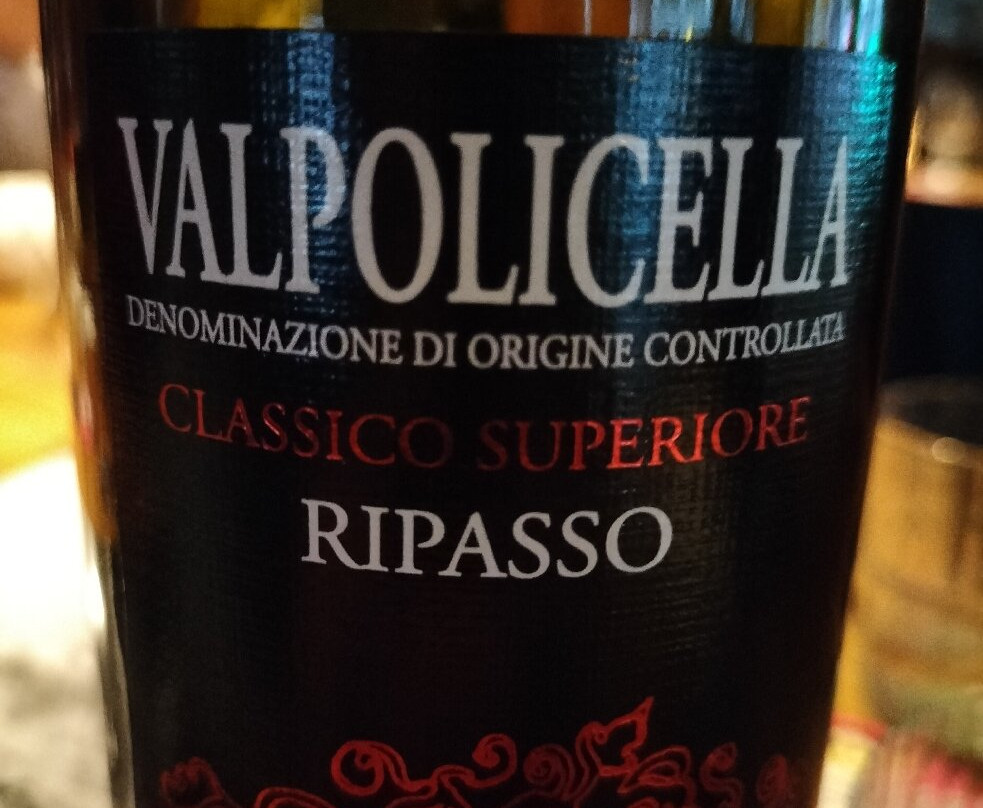 VALPOLICELLA
DENOMINAZIONE DI ORIGINE CONTROLLATA
CLASSICO SUPERIORE
RIPASSO